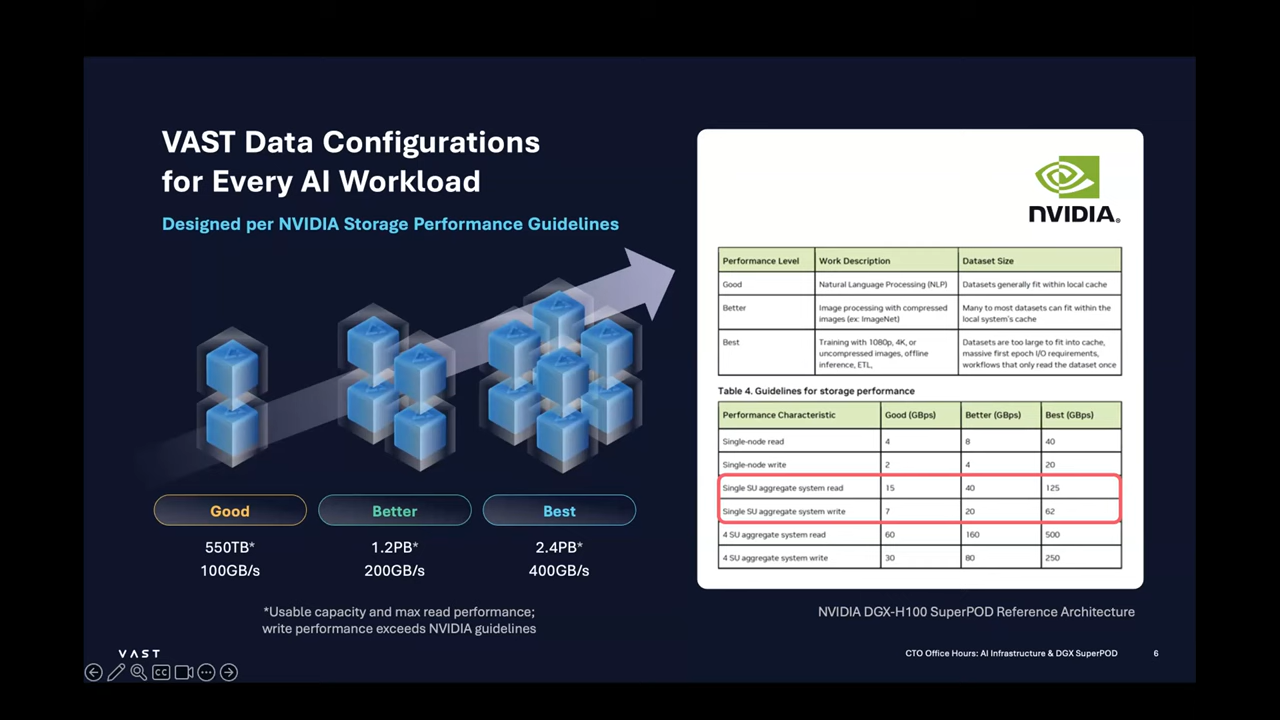 VAST Data Configurations
for Every AI Workload
Designed per NVIDIA Storage Performance Guidelines
Good
Better
Best
550TB*
1.2PB*
2.4PB*
100GB/s
200GB/s
400GB/s
*Usable capacity and max read performance;
write performance exceeds NVIDIA guidelines
NVIDIA.
Performance Level
Work Description
Dataset Size
Good
Natural Language Processing (NLP)
Datasets generally fit within local cache
Better
Image processing with compressed
images (ex: ImageNet)
Many to most datasets can fit within the
local system's cache
Best
Training with 1080p, 4K, or
uncompressed images, offline
inference, ETL,
Datasets are too large to fit into cache,
massive first epoch I/O requirements,
workflows that only read the dataset once
Table 4. Guidelines for storage performance
Performance Characteristic
Good (GBps)
Better (GBps)
Best (GBps)
Single-node read
4
8
40
Single-node write
2
4
20
Single SU aggregate system read
15
40
125
Single SU aggregate system write
7
20
62
4 SU aggregate system read
60
160
500
4 SU aggregate system write
30
80
250
NVIDIA DGX-H100 SuperPOD Reference Architecture
VAST
CC
CTO Office Hours: AI Infrastructure & DGX SuperPOD
6